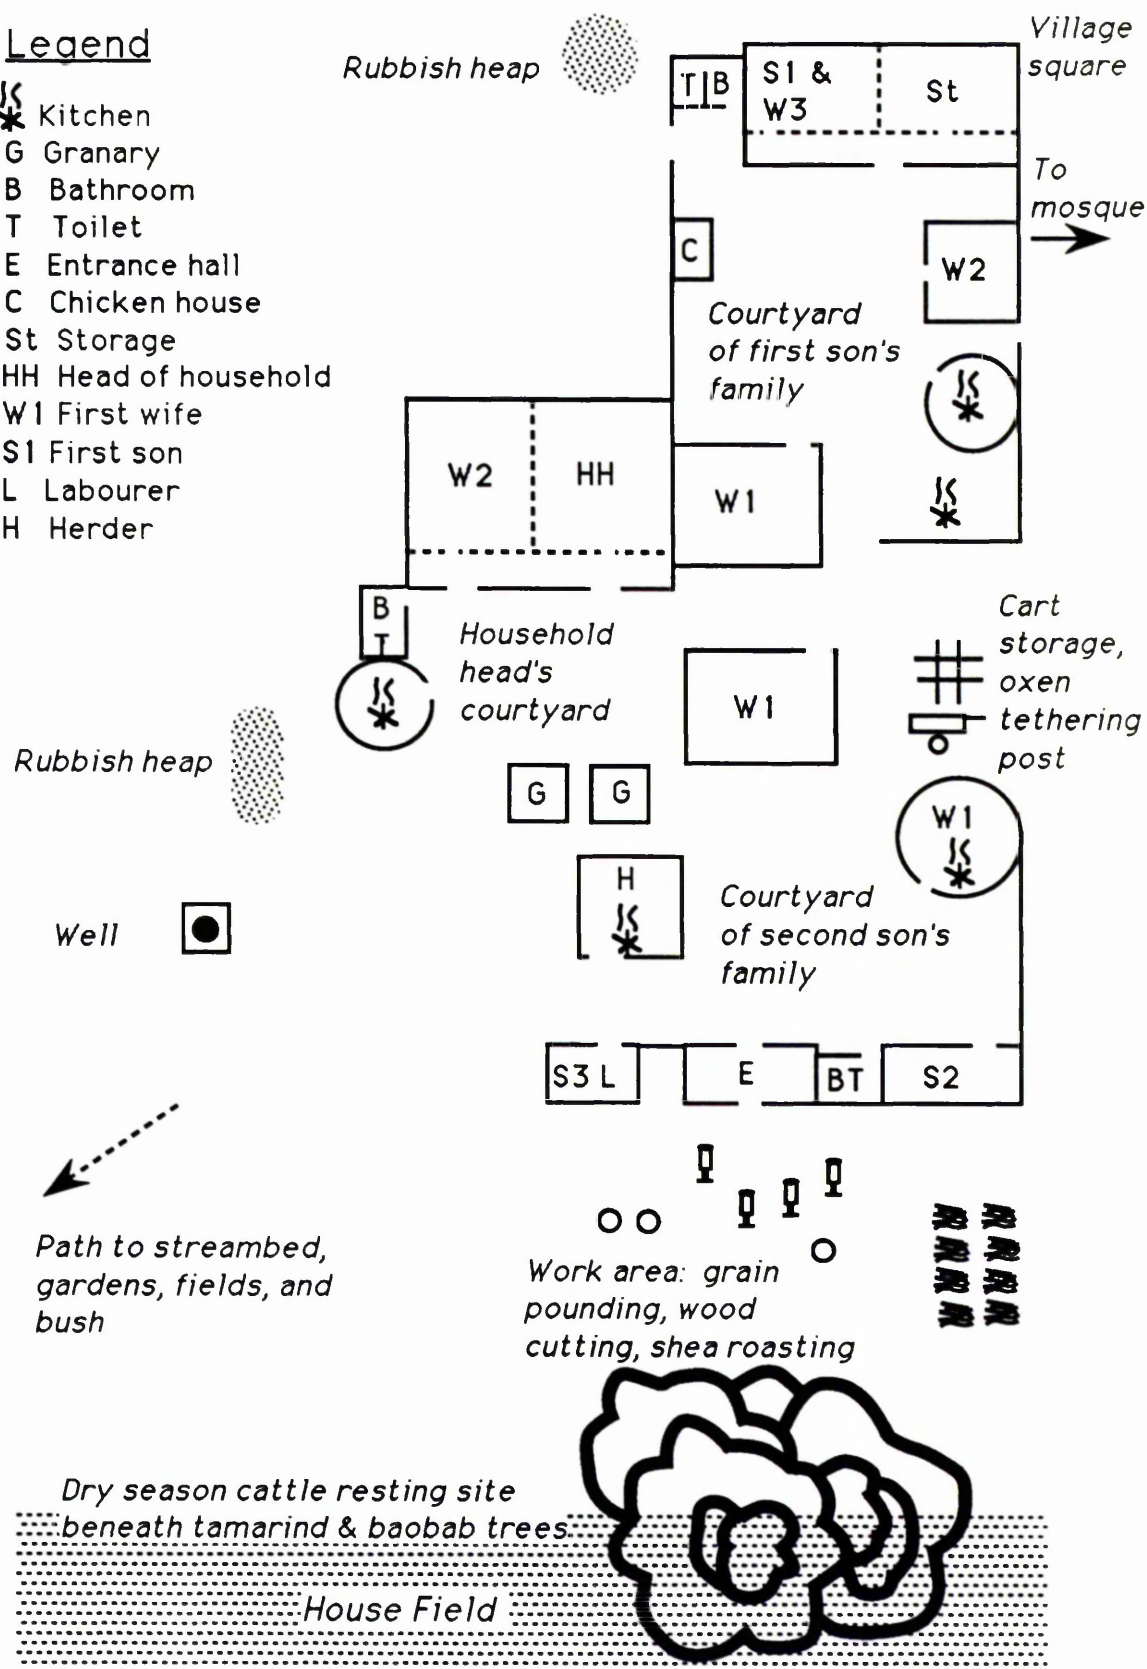 Legend
Kitchen
G Granary
B Bathroom
T Toilet
E Entrance hall
C Chicken house
St Storage
HH Head of household
W1 First wife
S1 First son
L Labourer
H Herder
Rubbish heap
T B
S1 &
W3
St
Village
square
To
mosque
C
W2
Courtyard
of first son's
family
W2
HH
W1
B
T
Household
head's
courtyard
W1
Cart
storage,
oxen
tethering
post
Rubbish heap
G
G
W1
H
Well
Courtyard
of second son's
family
S3 L
E
BT
S2
Path to streambed,
gardens, fields, and
bush
Work area: grain
pounding, wood
cutting, shea roasting
Dry season cattle resting site
beneath tamarind & baobab trees
House Field